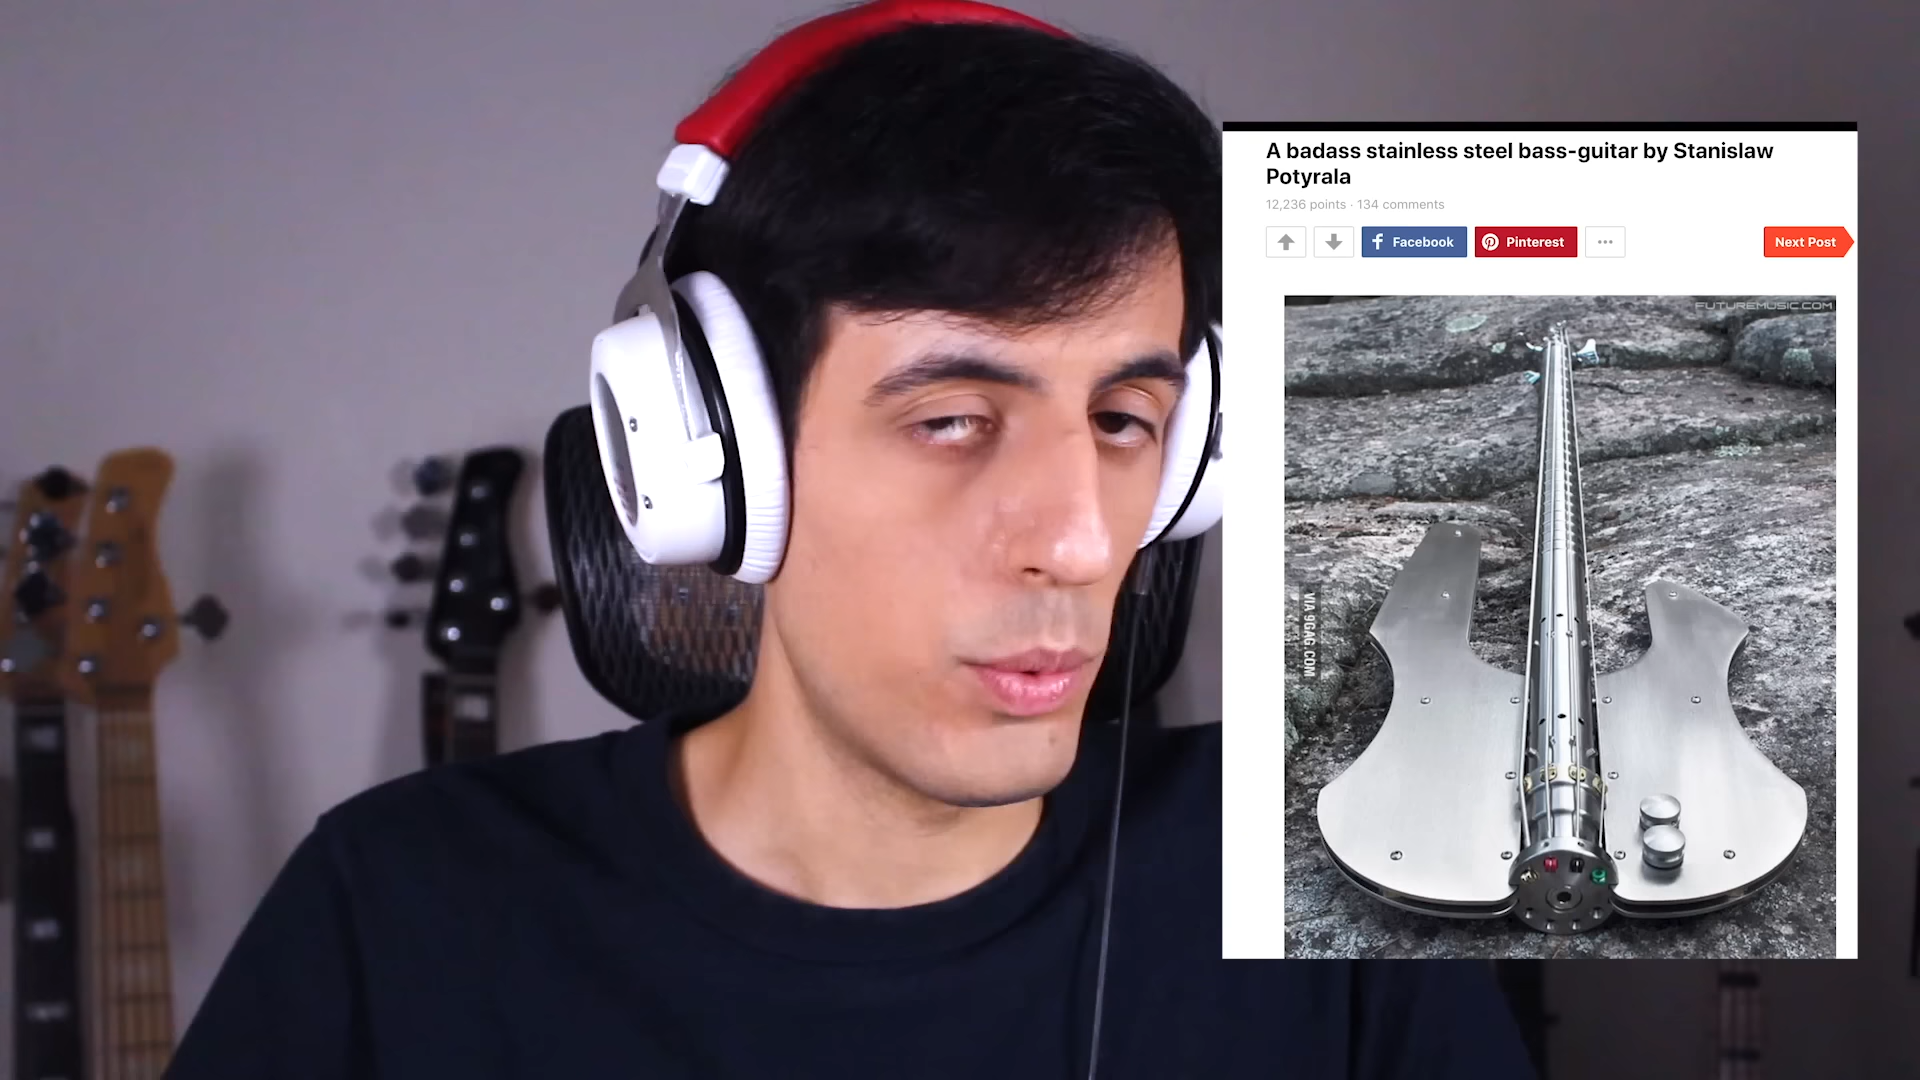 A badass stainless steel bass-guitar by Stanislaw
Potyrala
12,236 points · 134 comments
Facebook
Pinterest
Next Post
FUTUREMUSIC.COM
VIA 9GAG.COM